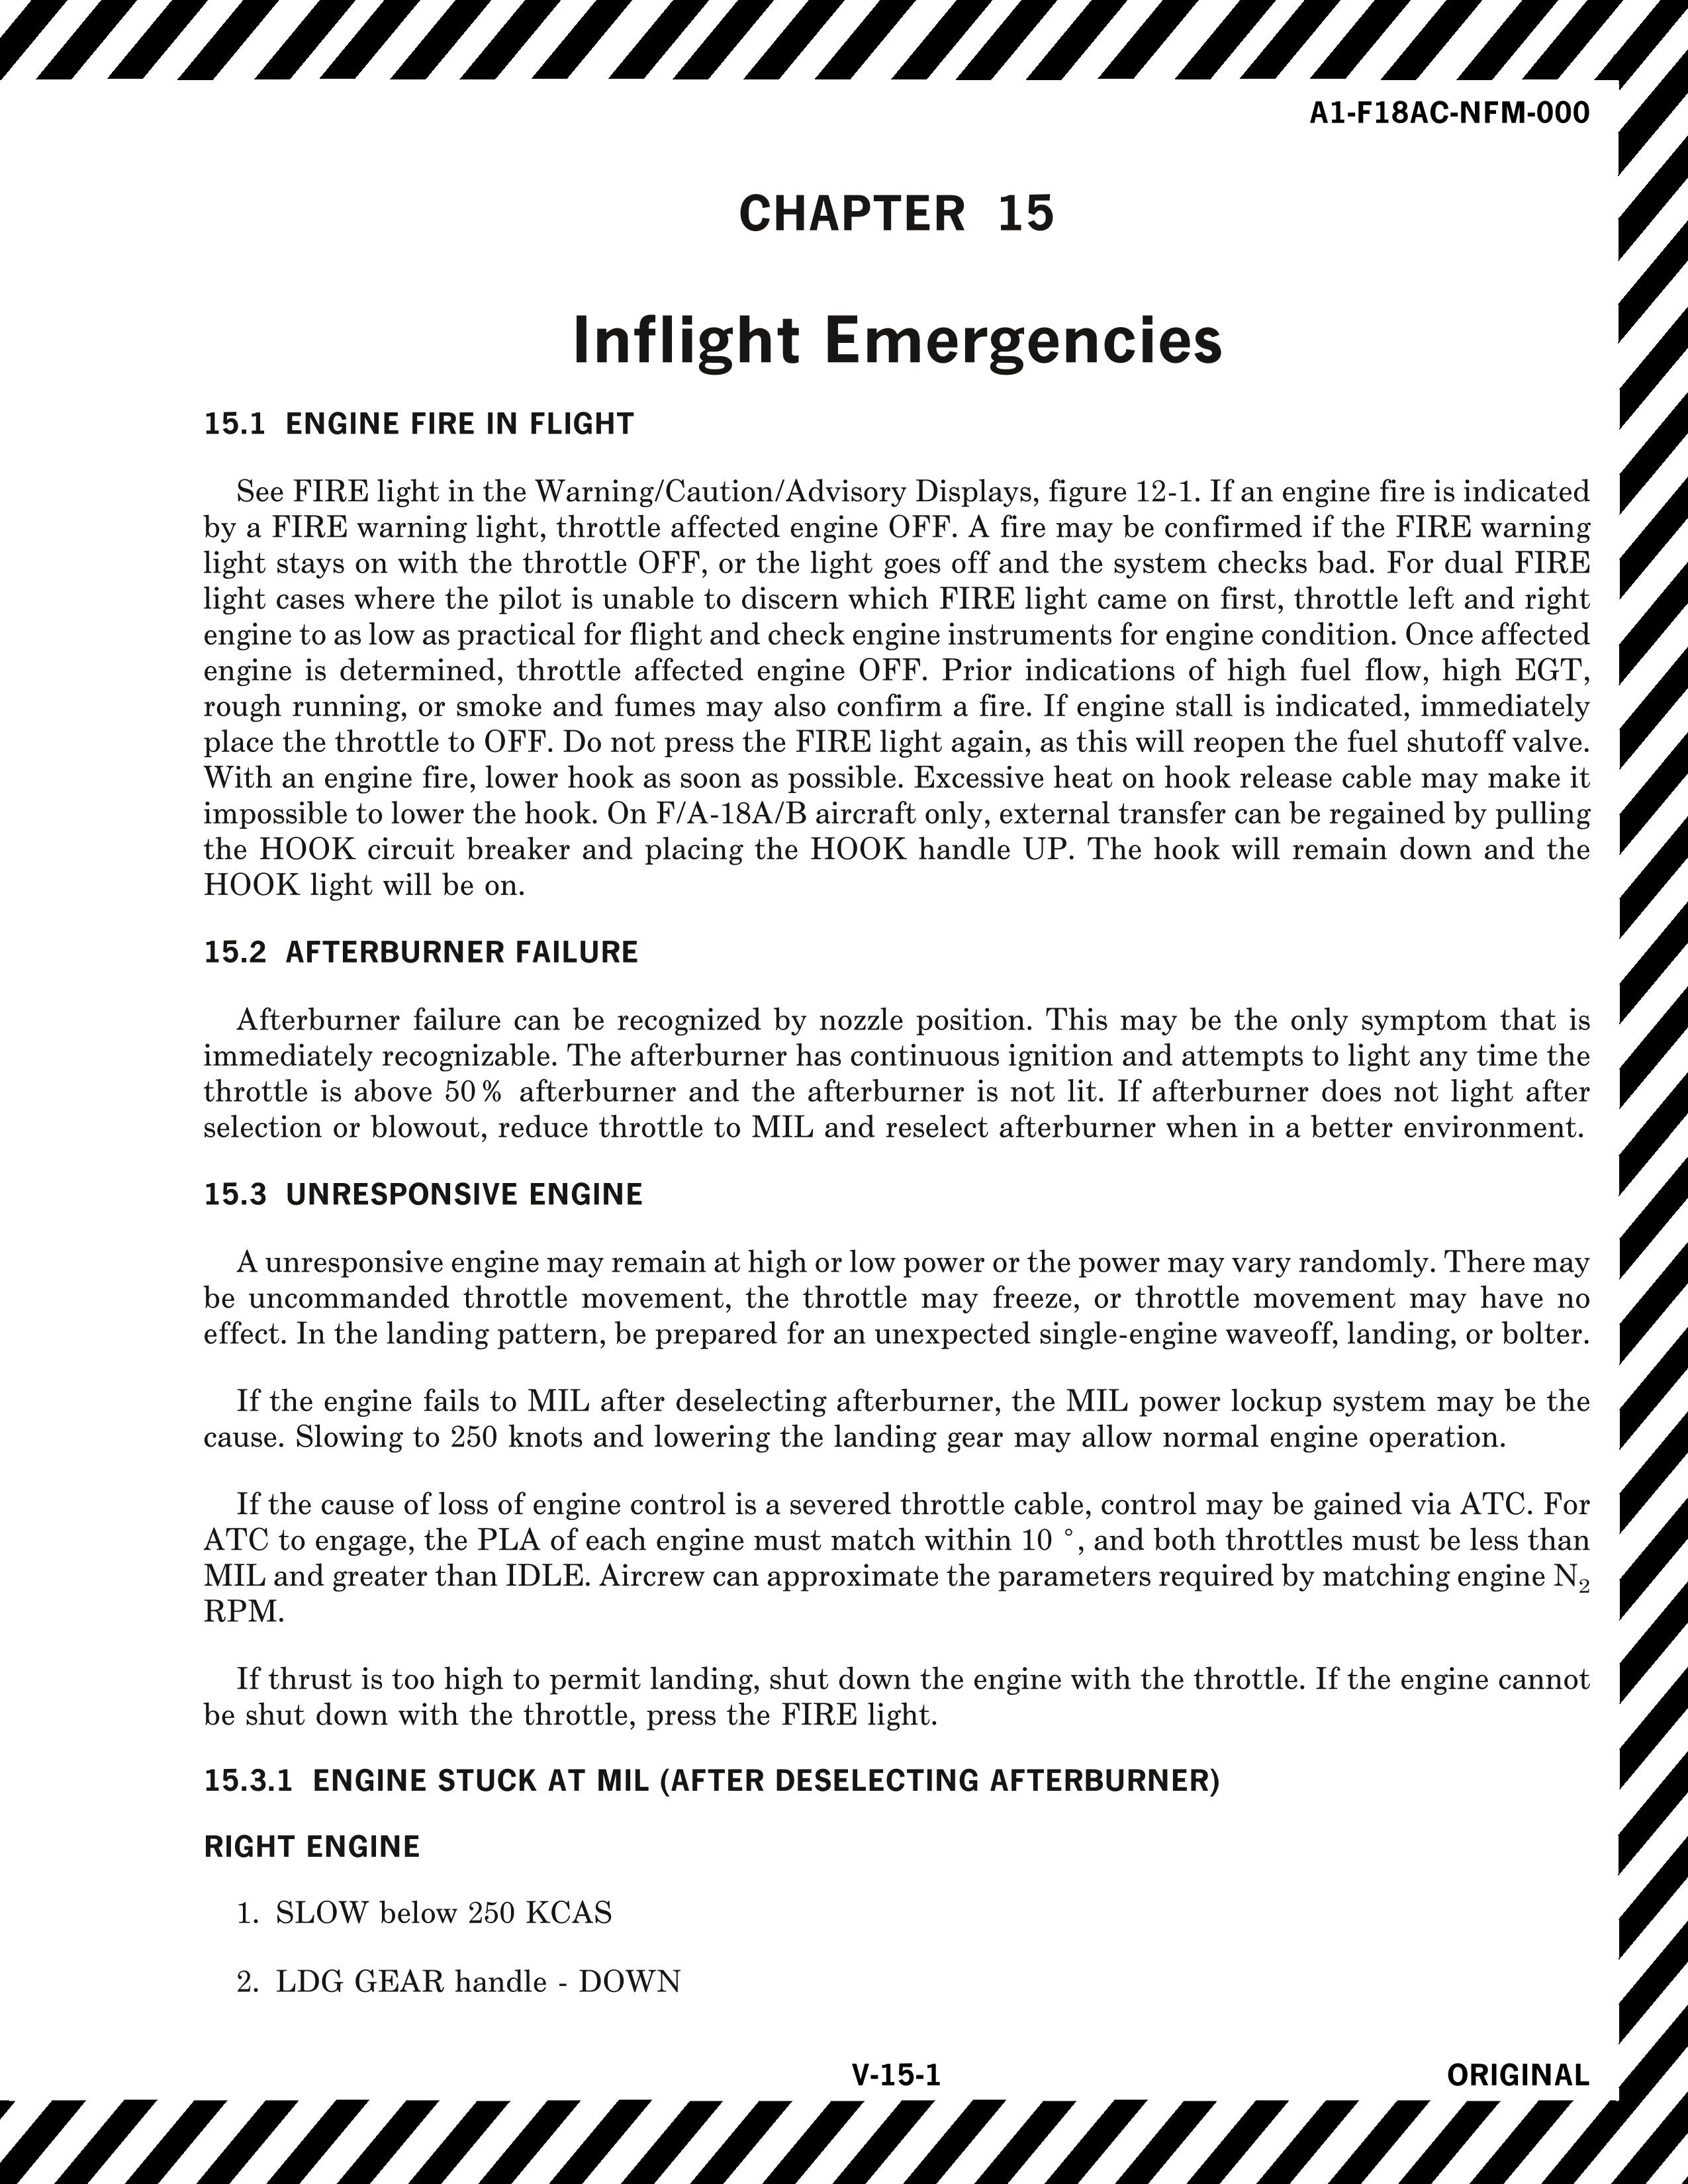 A1-F18AC-NFM-000
CHAPTER 15
Inflight Emergencies
15.1 ENGINE FIRE IN FLIGHT
See FIRE light in the Warning/Caution/Advisory Displays, figure 12-1. If an engine fire is indicated
by a FIRE warning light, throttle affected engine OFF. A fire may be confirmed if the FIRE warning
light stays on with the throttle OFF, or the light goes off and the system checks bad. For dual FIRE
light cases where the pilot is unable to discern which FIRE light came on first, throttle left and right
engine to as low as practical for flight and check engine instruments for engine condition. Once affected
engine is determined, throttle affected engine OFF. Prior indications of high fuel flow, high EGT,
rough running, or smoke and fumes may also confirm a fire. If engine stall is indicated, immediately
place the throttle to OFF. Do not press the FIRE light again, as this will reopen the fuel shutoff valve.
With an engine fire, lower hook as soon as possible. Excessive heat on hook release cable may make it
impossible to lower the hook. On F/A-18A/B aircraft only, external transfer can be regained by pulling
the HOOK circuit breaker and placing the HOOK handle UP. The hook will remain down and the
HOOK light will be on.
15.2 AFTERBURNER FAILURE
Afterburner failure can be recognized by nozzle position. This may be the only symptom that is
immediately recognizable. The afterburner has continuous ignition and attempts to light any time the
throttle is above 50 % afterburner and the afterburner is not lit. If afterburner does not light after
selection or blowout, reduce throttle to MIL and reselect afterburner when in a better environment.
15.3 UNRESPONSIVE ENGINE
A unresponsive engine may remain at high or low power or the power may vary randomly. There may
be uncommanded throttle movement, the throttle may freeze, or throttle movement may have no
effect. In the landing pattern, be prepared for an unexpected single-engine waveoff, landing, or bolter.
If the engine fails to MIL after deselecting afterburner, the MIL power lockup system may be the
cause. Slowing to 250 knots and lowering the landing gear may allow normal engine operation.
If the cause of loss of engine control is a severed throttle cable, control may be gained via ATC. For
ATC to engage, the PLA of each engine must match within 10 °, and both throttles must be less than
MIL and greater than IDLE. Aircrew can approximate the parameters required by matching engine N₂
RPM.
If thrust is too high to permit landing, shut down the engine with the throttle. If the engine cannot
be shut down with the throttle, press the FIRE light.
15.3.1 ENGINE STUCK AT MIL (AFTER DESELECTING AFTERBURNER)
RIGHT ENGINE
1. SLOW below 250 KCAS
2. LDG GEAR handle - DOWN
V-15-1
ORIGINAL